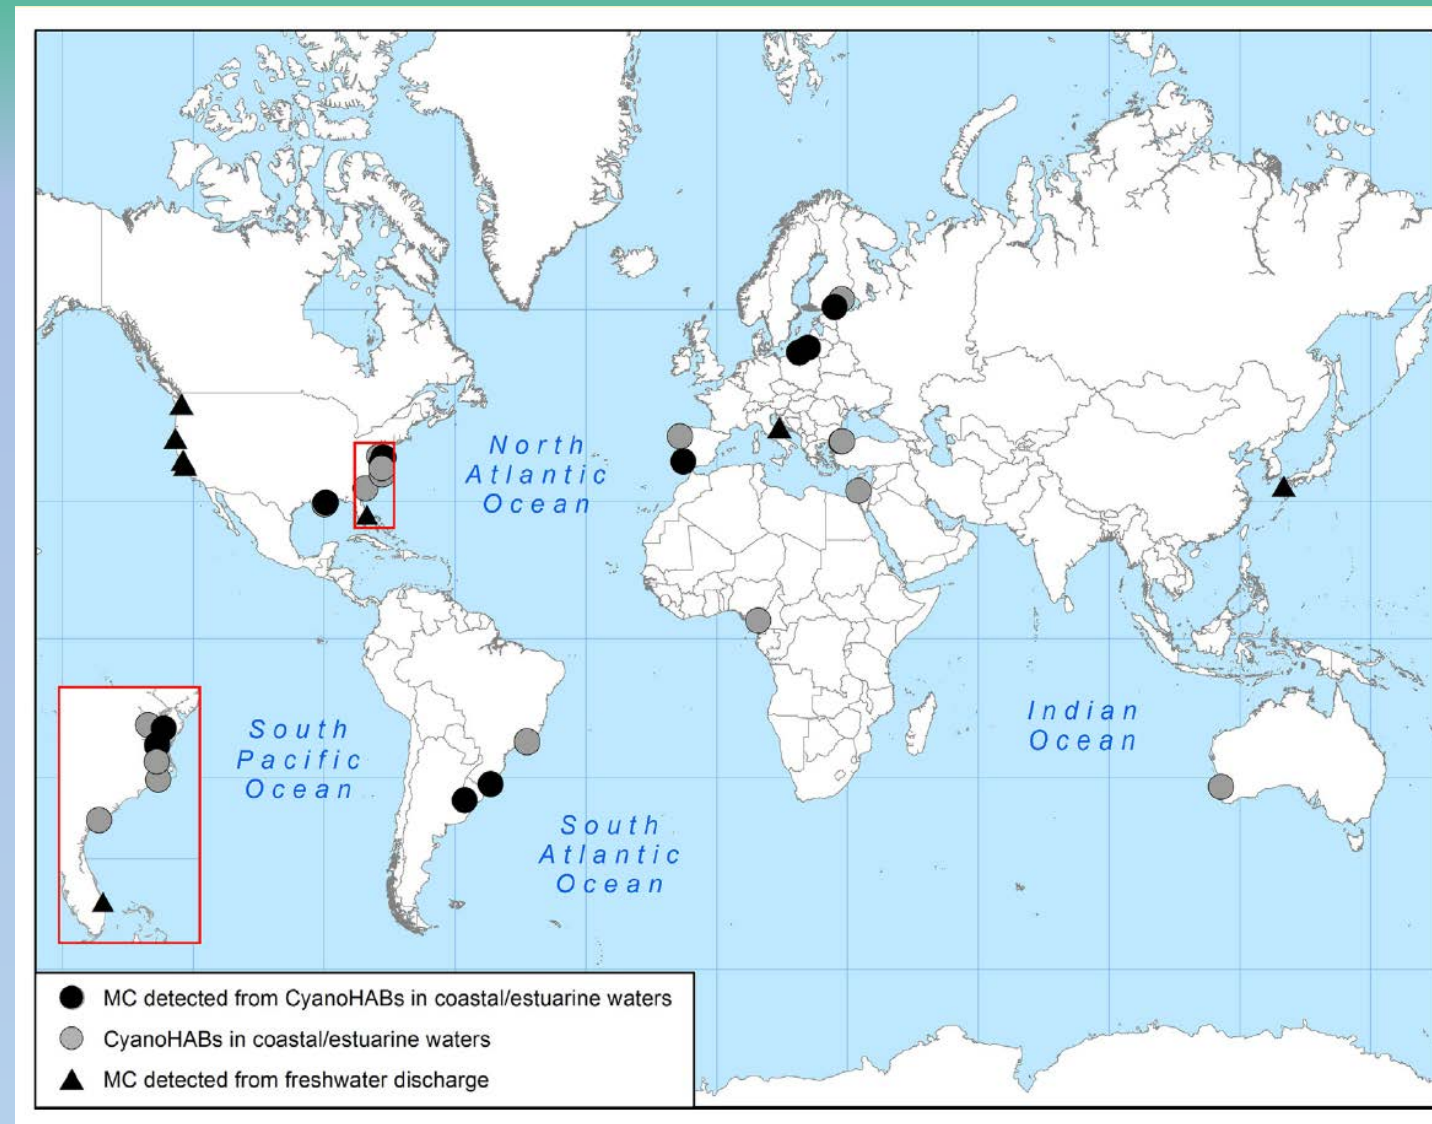 North
Atlantic
Ocean
South
Pacific
Ocean
Indian
Ocean
South
Atlantic
Ocean
MC detected from CyanoHABs in coastal/estuarine waters
CyanoHABs in coastal/estuarine waters
MC detected from freshwater discharge